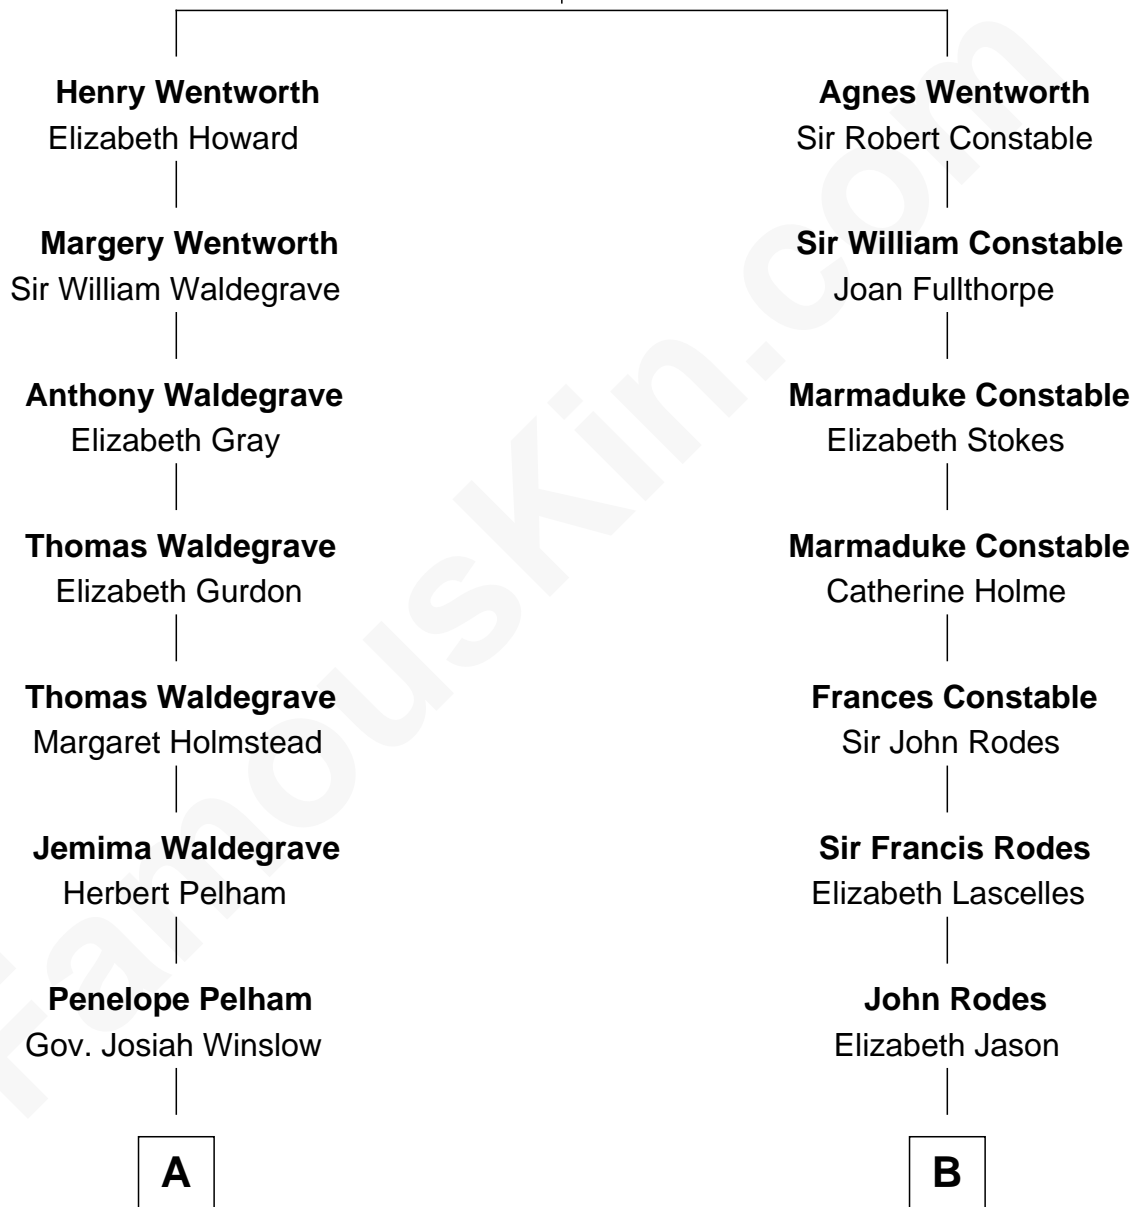 Henry Wentworth
Elizabeth Howard
Margery Wentworth
Sir William Waldegrave
Anthony Waldegrave
Elizabeth Gray
Thomas Waldegrave
Elizabeth Gurdon
Thomas Waldegrave
Margaret Holmstead
Jemima Waldegrave
Herbert Pelham
Penelope Pelham
Gov. Josiah Winslow
A
Agnes Wentworth
Sir Robert Constable
Sir William Constable
Joan Fullthorpe
Marmaduke Constable
Elizabeth Stokes
Marmaduke Constable
Catherine Holme
Frances Constable
Sir John Rodes
Sir Francis Rodes
Elizabeth Lascelles
John Rodes
Elizabeth Jason
B
FamousKin.com